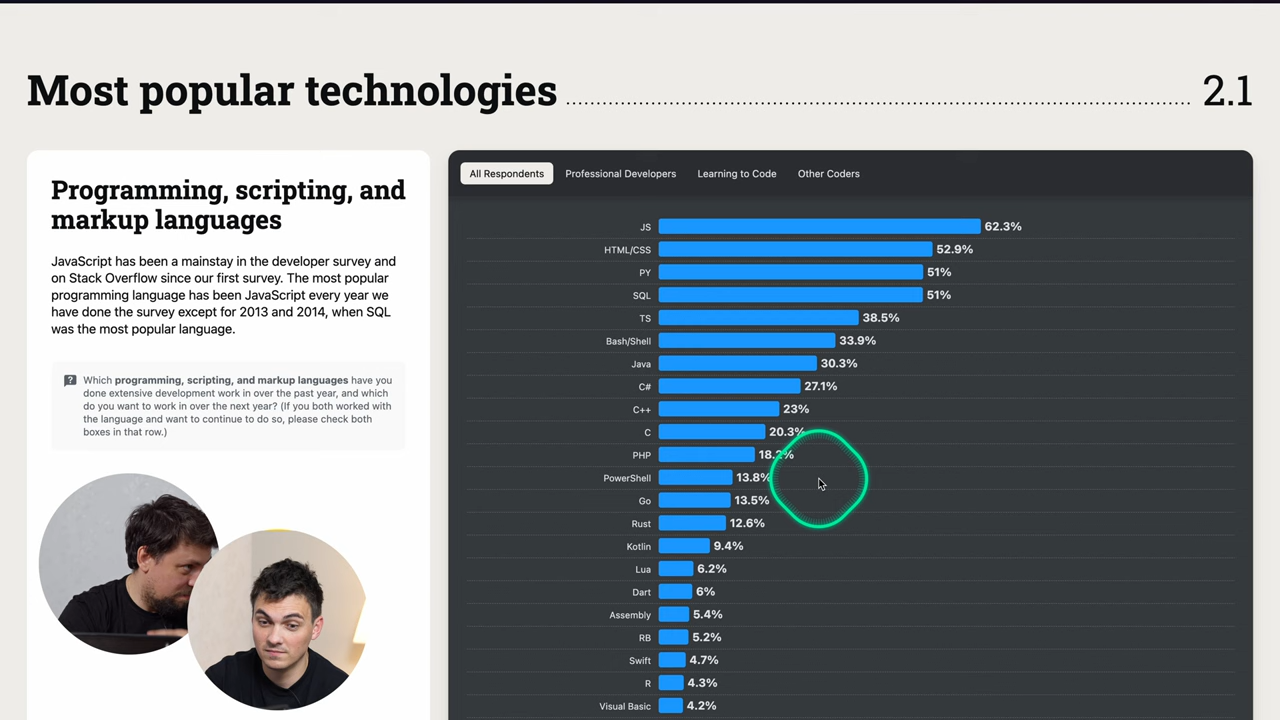 Most popular technologies 2.1
Programming, scripting, and
markup languages
JavaScript has been a mainstay in the developer survey and
on Stack Overflow since our first survey. The most popular
programming language has been JavaScript every year we
have done the survey except for 2013 and 2014, when SQL
was the most popular language.
Which programming, scripting, and markup languages have you
done extensive development work in over the past year, and which
do you want to work in over the next year? (If you both worked with
the language and want to continue to do so, please check both
boxes in that row.)
All Respondents Professional Developers Learning to Code Other Coders
JS 62.3%
HTML/CSS 52.9%
PY 51%
SQL 51%
TS 38.5%
Bash/Shell 33.9%
Java 30.3%
C# 27.1%
C++ 23%
C 20.3%
PHP 18.2%
PowerShell 13.8%
Go 13.5%
Rust 12.6%
Kotlin 9.4%
Lua 6.2%
Dart 6%
Assembly 5.4%
RB 5.2%
Swift 4.7%
R 4.3%
Visual Basic 4.2%